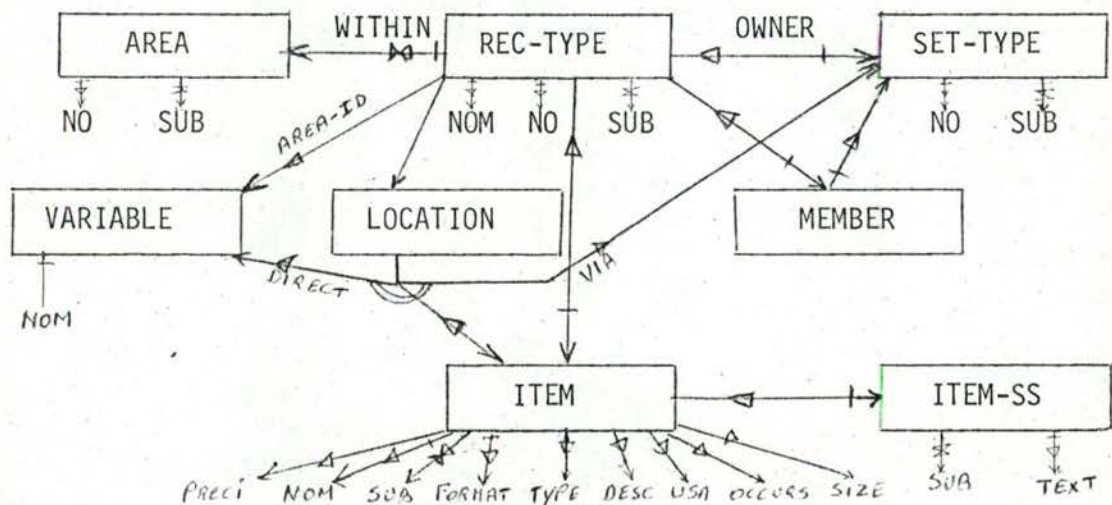 AREA WITHIN REC-TYPE OWNER SET-TYPE
NO SUB NOM NO SUB NO SUB
AREA-ID
VARIABLE LOCATION MEMBER
DIRECT VIA
NOM
ITEM ITEM-SS
PRECI NOM SUB FORMAT TYPE DESC USA OCCURS SIZE SUB TEXT